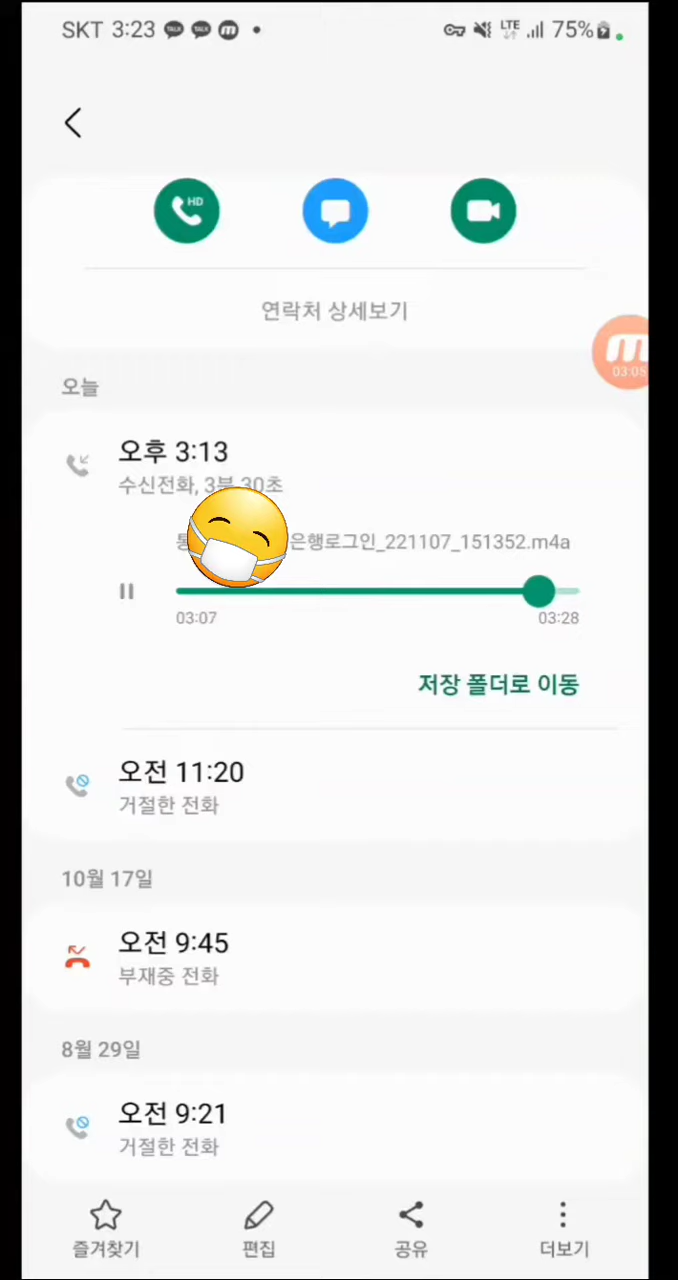 SKT 3:23 TALK TALK m LTE 75%
HD
연락처 상세보기
m
03:05
오늘
오후 3:13
수신전화, 3분 30초
은행로그인_221107_151352.m4a
03:07 03:28
저장 폴더로 이동
오전 11:20
거절한 전화
10월 17일
오전 9:45
부재중 전화
8월 29일
오전 9:21
거절한 전화
즐겨찾기 편집 공유 더보기